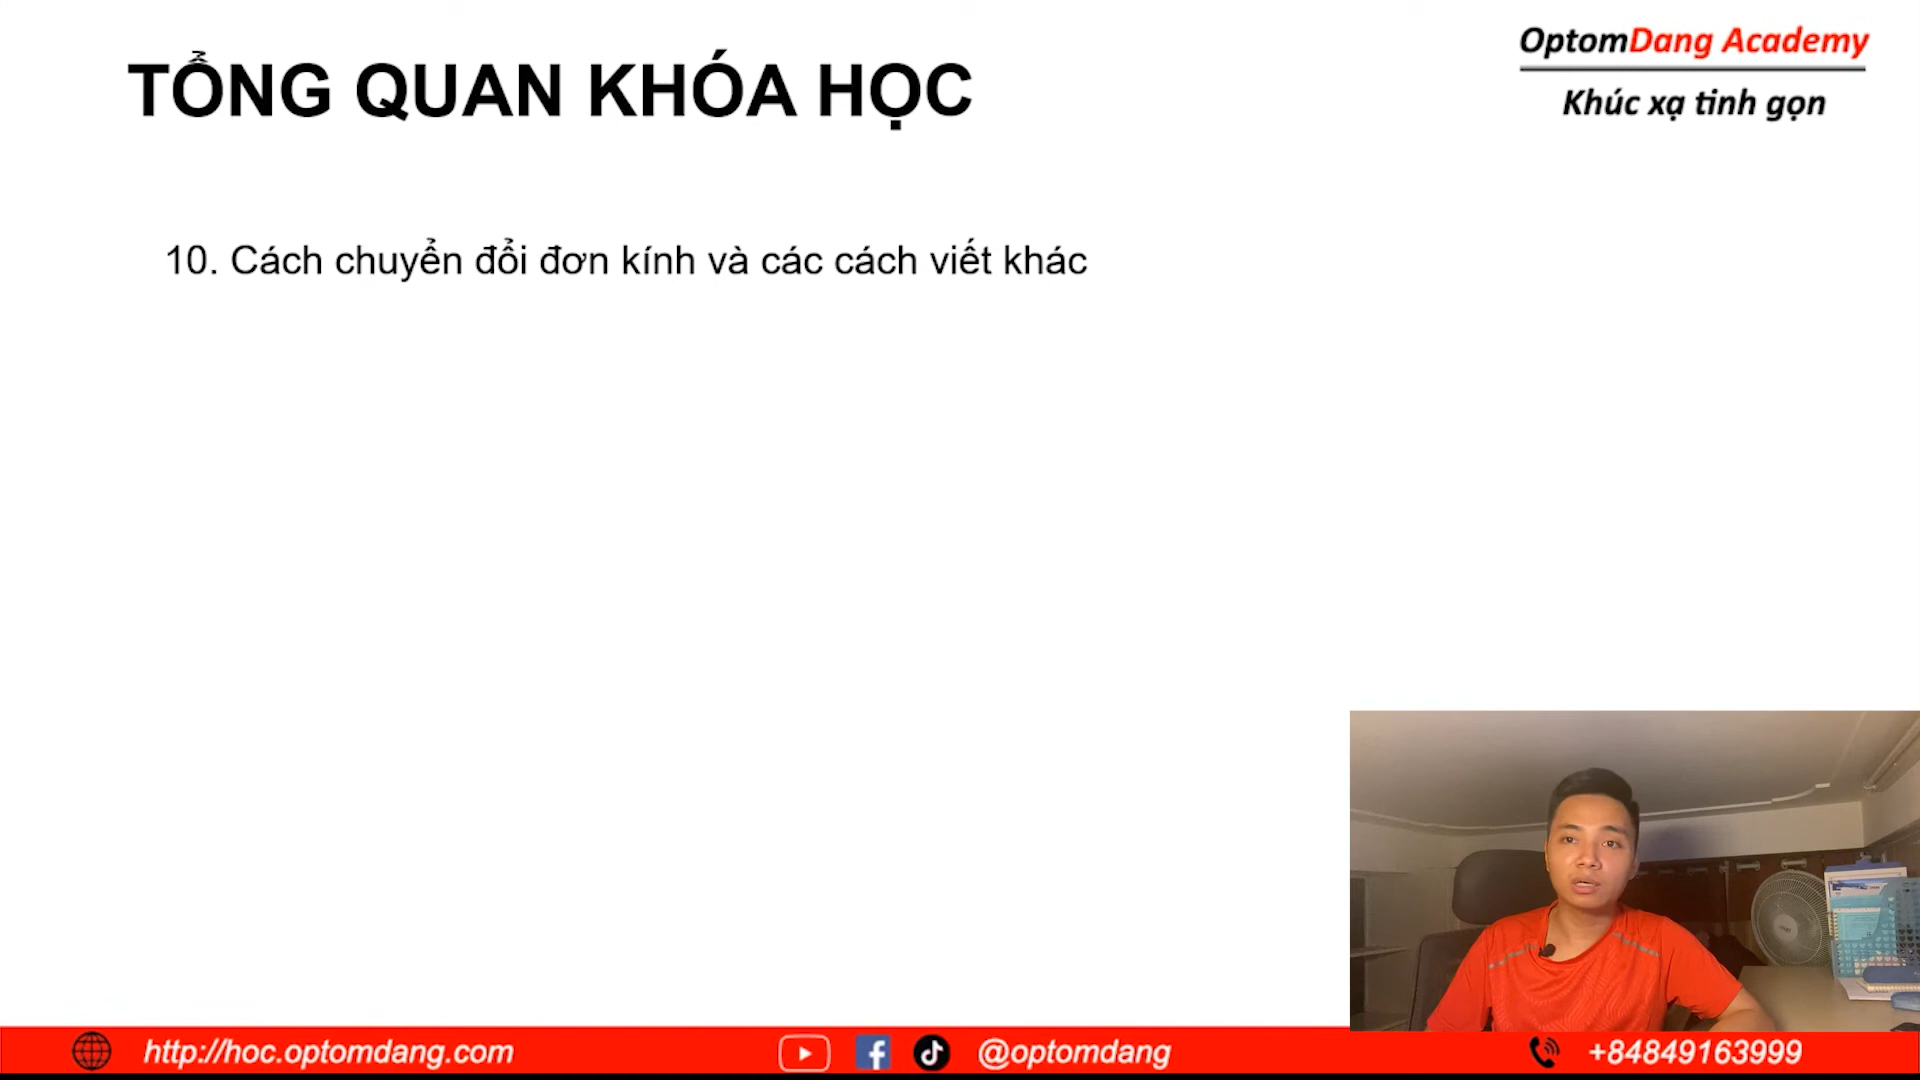 TỔNG QUAN KHÓA HỌC
OptomDang Academy
Khúc xạ tinh gọn
10. Cách chuyển đổi đơn kính và các cách viết khác
http://hoc.optomdang.com
@optomdang
+84849163999